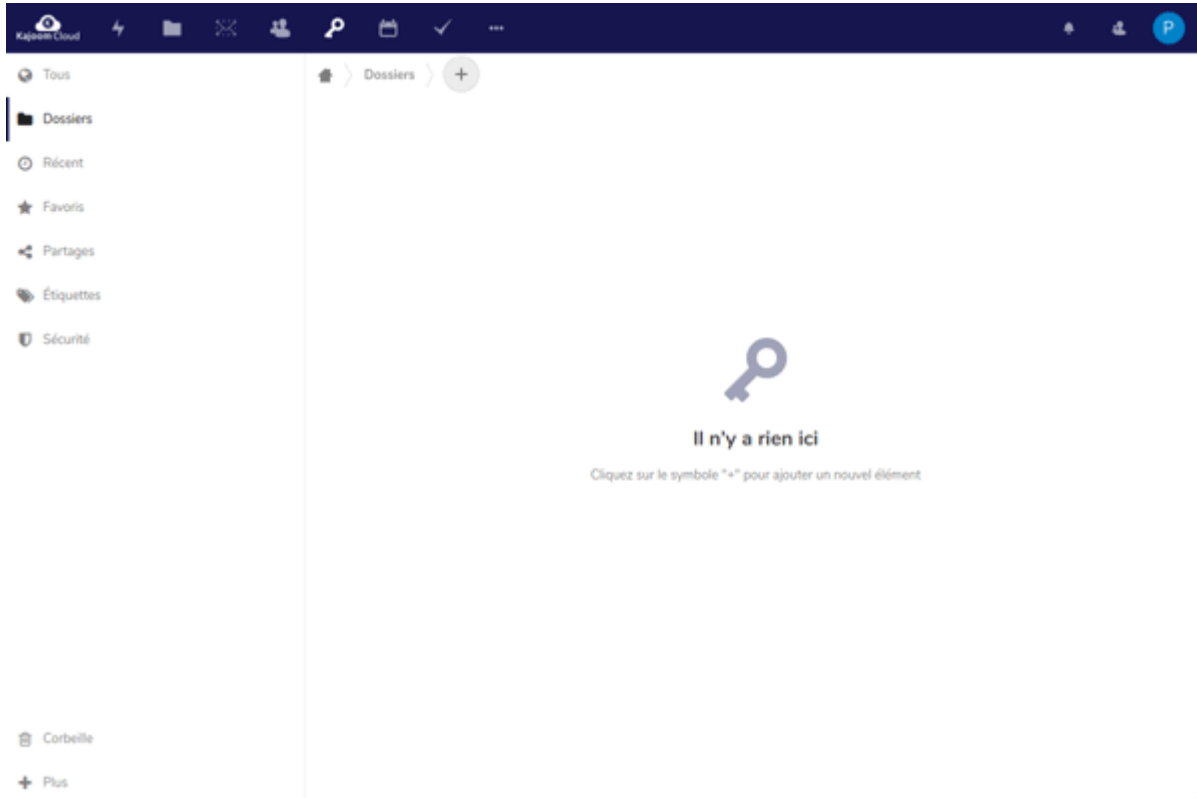 Kajoom Cloud
P
Tous
Dossiers
Dossiers
+
Récent
Favoris
Partages
Étiquettes
Sécurité
Il n'y a rien ici
Cliquez sur le symbole "+" pour ajouter un nouvel élément
Corbeille
Plus